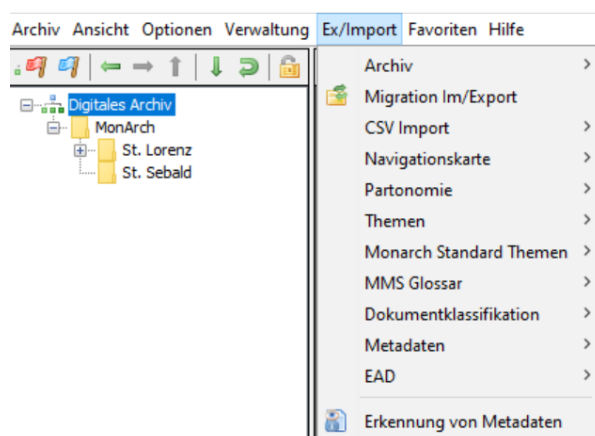 Archiv Ansicht Optionen Verwaltung Ex/Import Favoriten Hilfe
Digitales Archiv
MonArch
St. Lorenz
St. Sebald
Archiv
Migration Im/Export
CSV Import
Navigationskarte
Partonomie
Themen
Monarch Standard Themen
MMS Glossar
Dokumentklassifikation
Metadaten
EAD
Erkennung von Metadaten